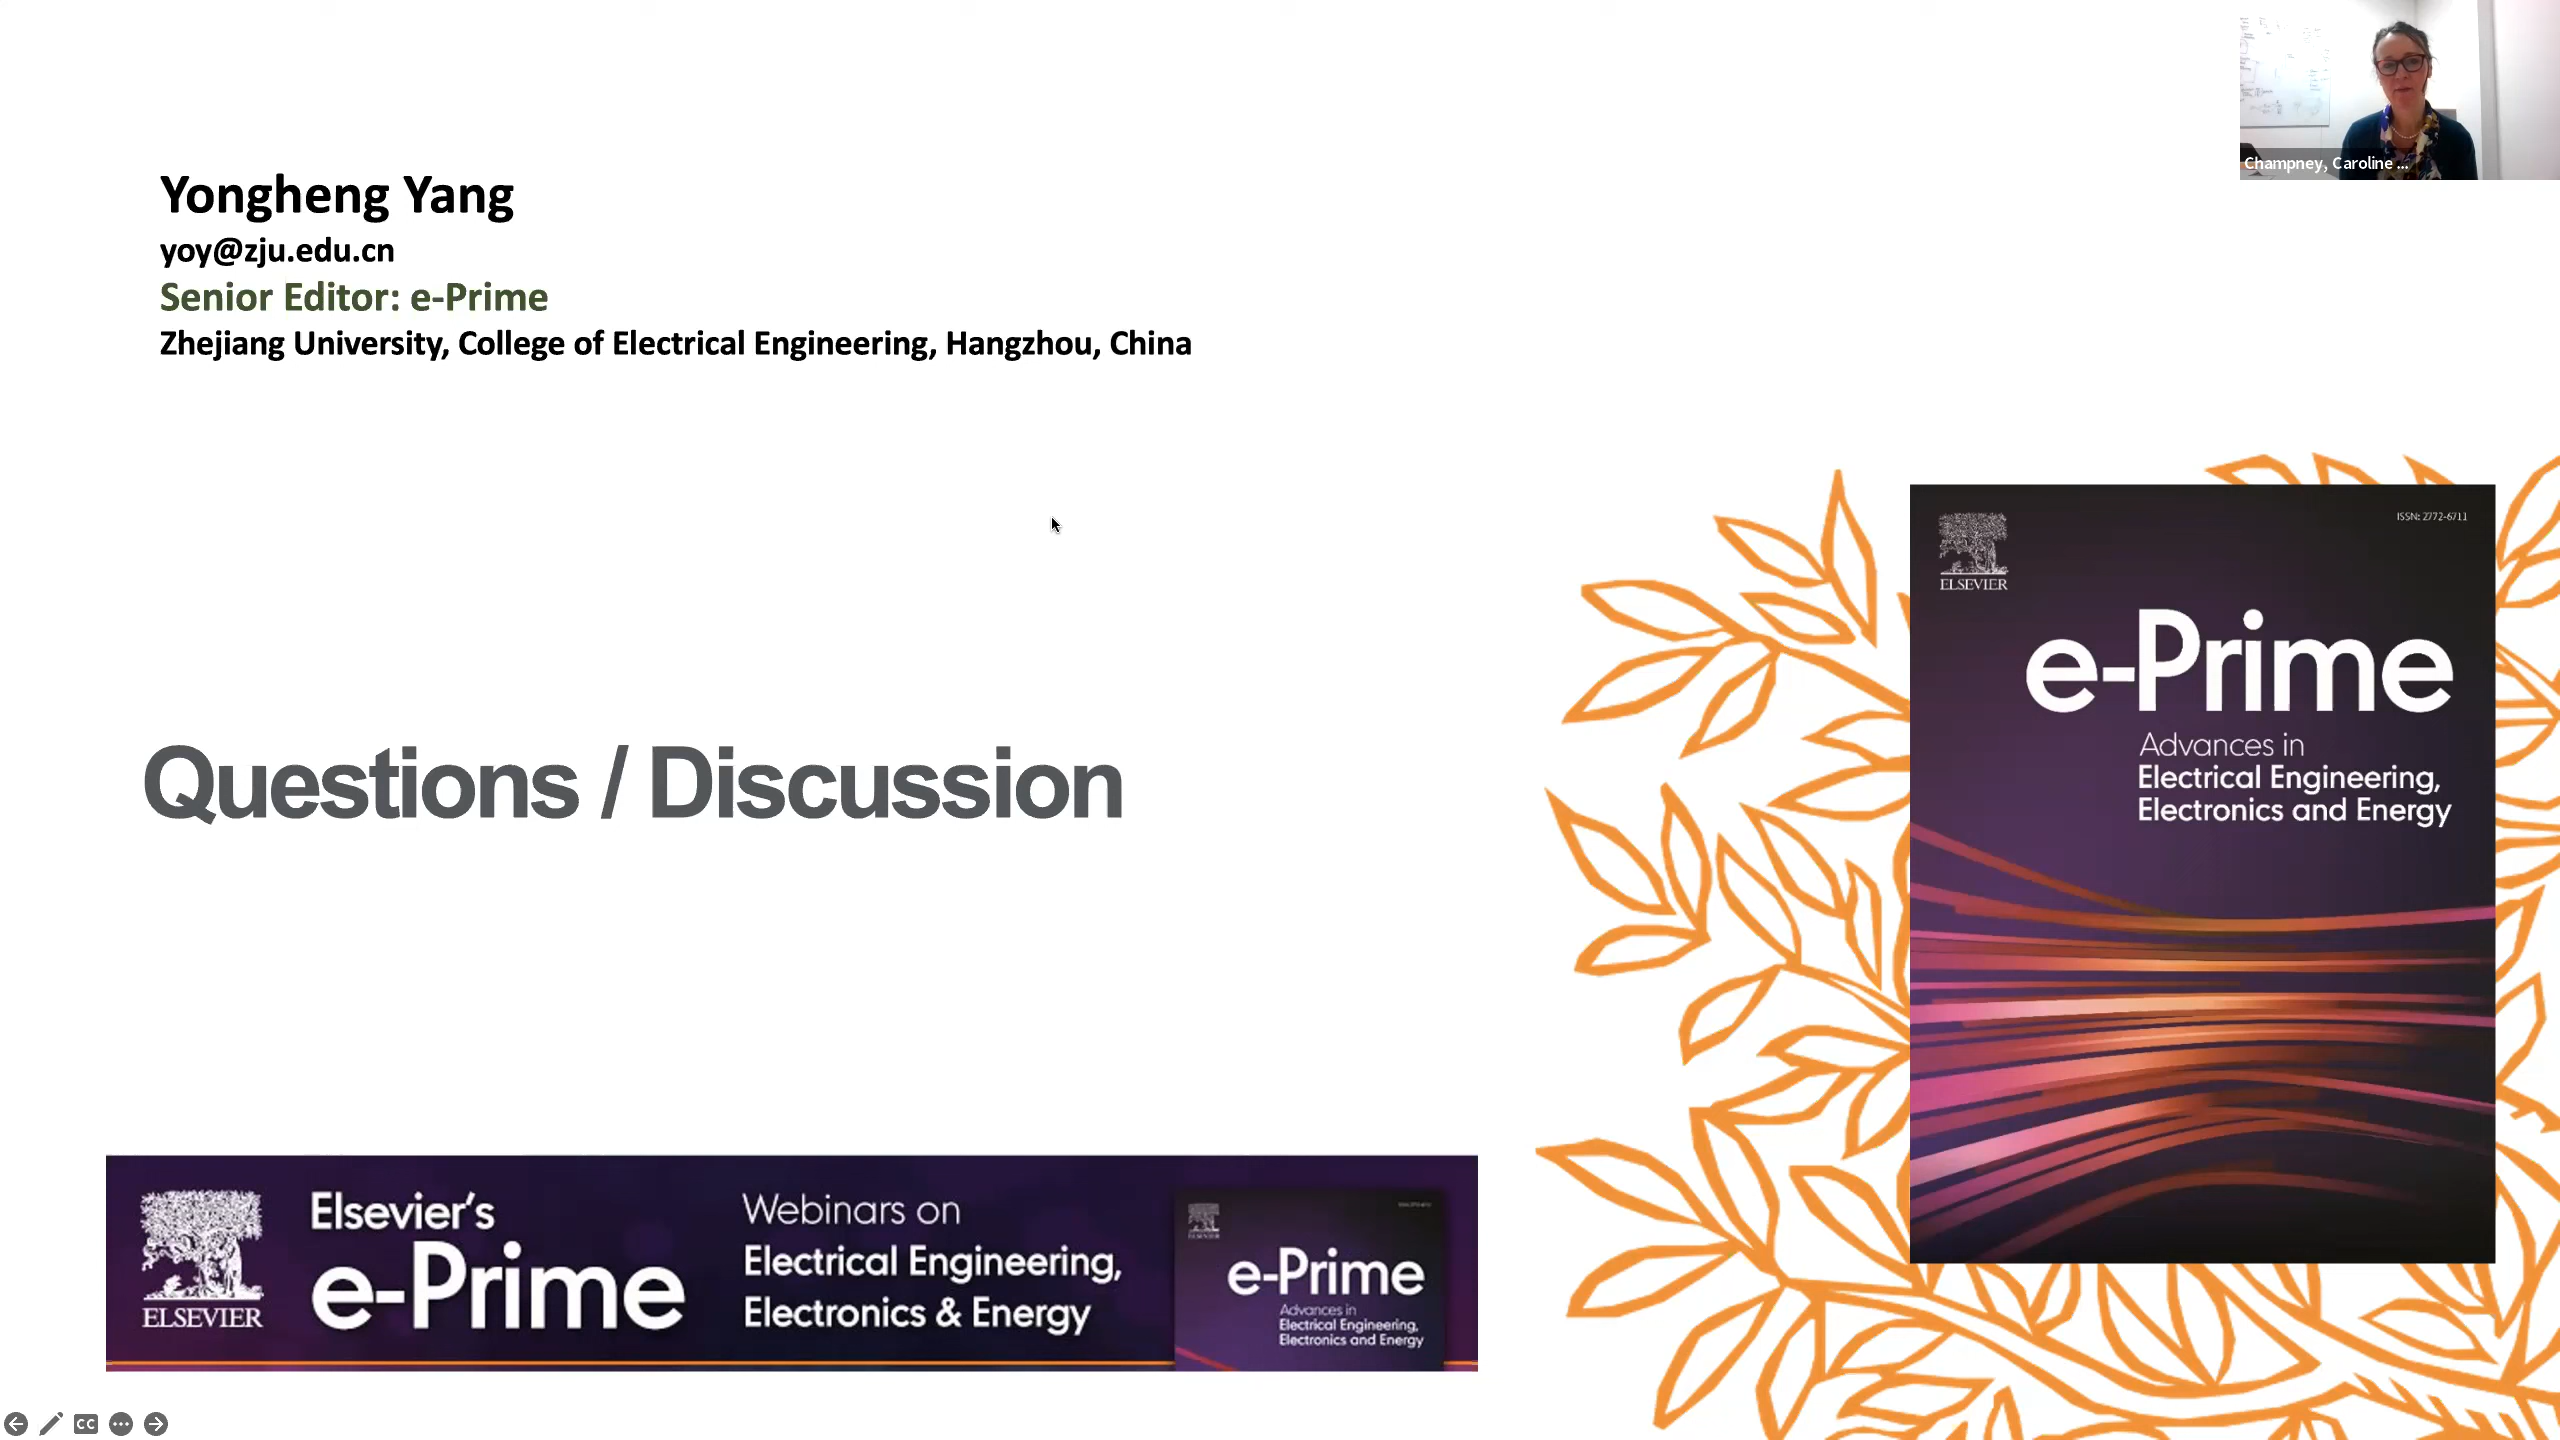 Yongheng Yang
yoy@zju.edu.cn
Senior Editor: e-Prime
Zhejiang University, College of Electrical Engineering, Hangzhou, China
Champney, Caroline ...
Questions / Discussion
ISSN: 2772-6711
ELSEVIER
e-Prime
Advances in
Electrical Engineering,
Electronics and Energy
ELSEVIER
Elsevier's
e-Prime
Webinars on
Electrical Engineering,
Electronics & Energy
e-Prime
Advances in
Electrical Engineering,
Electronics and Energy
CC